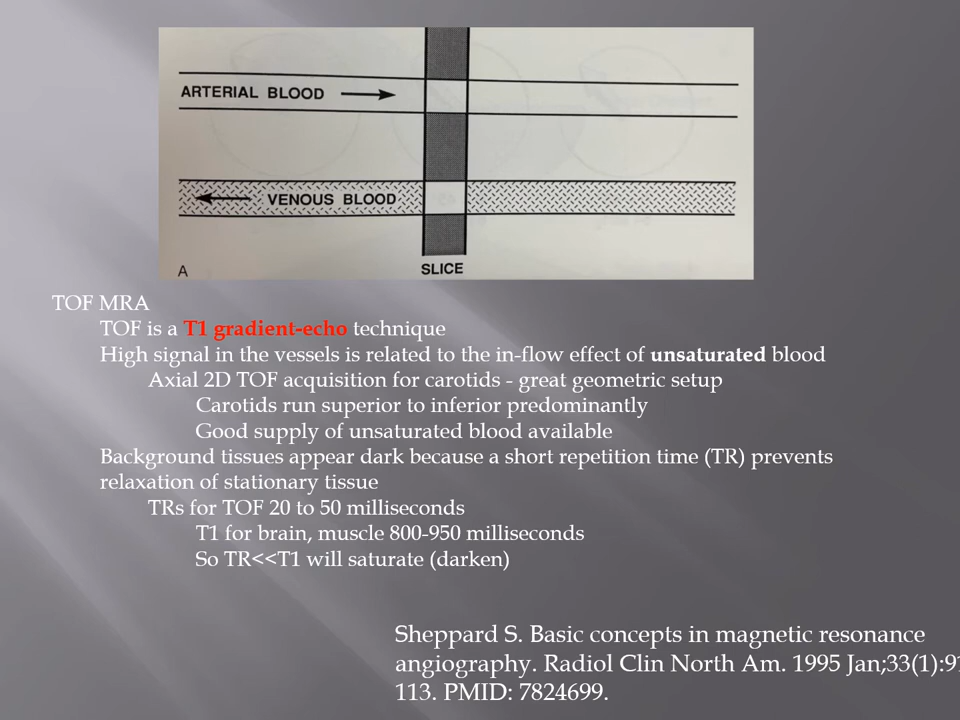 ARTERIAL BLOOD
VENOUS BLOOD
A
SLICE
TOF MRA
TOF is a T1 gradient-echo technique
High signal in the vessels is related to the in-flow effect of unsaturated blood
Axial 2D TOF acquisition for carotids - great geometric setup
Carotids run superior to inferior predominantly
Good supply of unsaturated blood available
Background tissues appear dark because a short repetition time (TR) prevents
relaxation of stationary tissue
TRs for TOF 20 to 50 milliseconds
T1 for brain, muscle 800-950 milliseconds
So TR<<T1 will saturate (darken)
Sheppard S. Basic concepts in magnetic resonance
angiography. Radiol Clin North Am. 1995 Jan;33(1):91
113. PMID: 7824699.